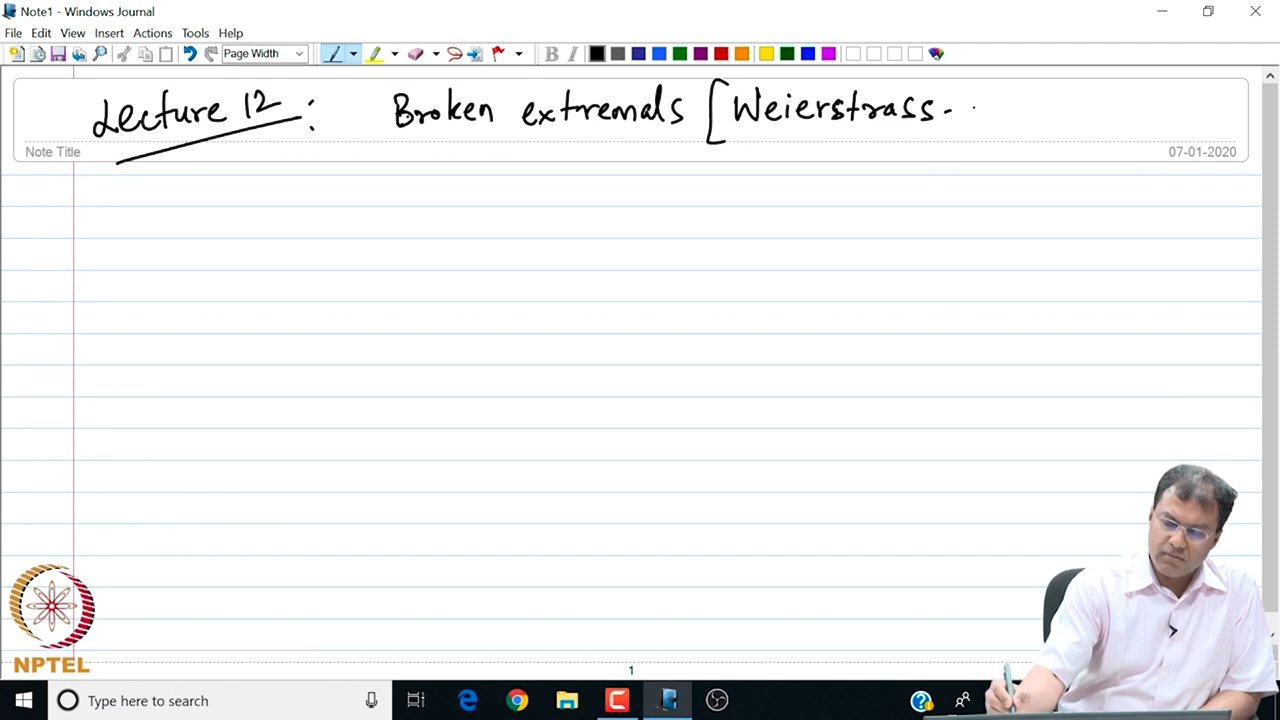 Note1 - Windows Journal
File Edit View Insert Actions Tools Help
Page Width B I
Lecture 12 : Broken extremals [Weierstrass-
Note Title 07-01-2020
NPTEL
1
Type here to search